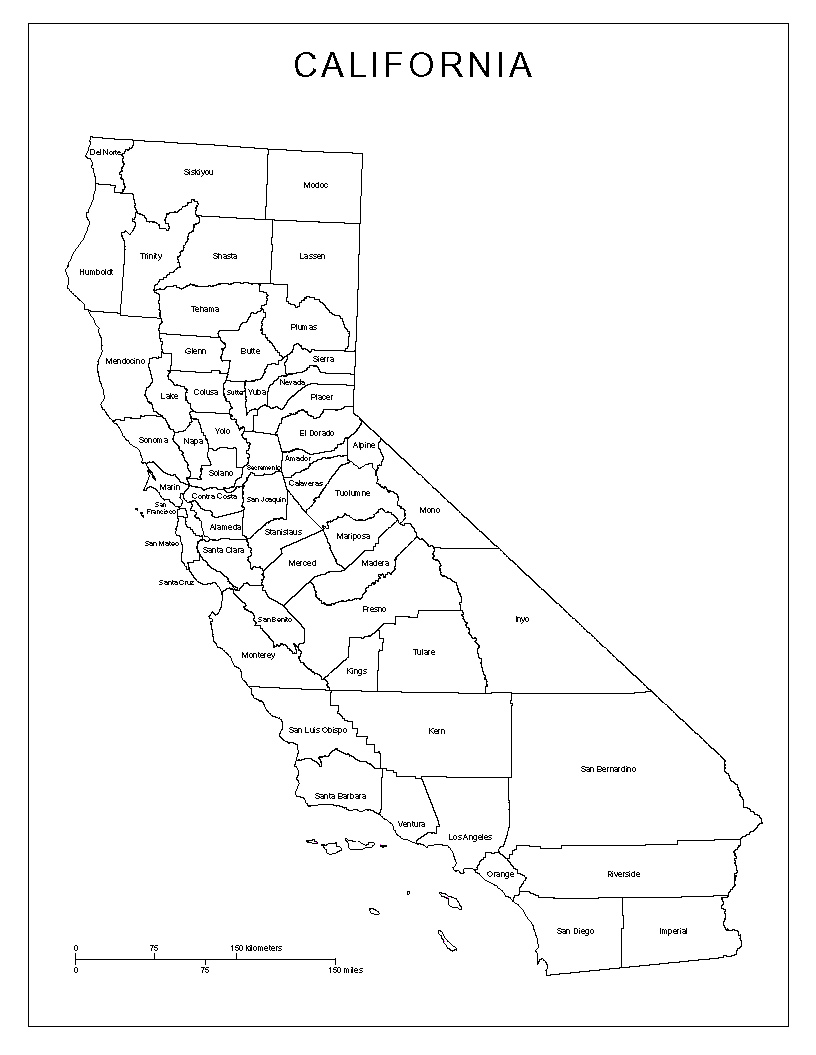 CALIFORNIA
Del Norte
Siskiyou
Modoc
Humboldt
Trinity
Shasta
Lassen
Tehama
Plumas
Mendocino
Glenn
Butte
Sierra
Lake
Colusa
Sutter
Yuba
Nevada
Placer
Sonoma
Napa
Yolo
El Dorado
Alpine
Solano
Sacremento
Amador
Marin
Contra Costa
San Joaquin
Calaveras
Tuolumne
San
Francisco
Alameda
Stanislaus
Mono
San Mateo
Santa Clara
Mariposa
Merced
Madera
Santa Cruz
San Benito
Fresno
Inyo
Monterey
Kings
Tulare
San Luis Obispo
Kern
San Bernardino
Santa Barbara
Ventura
Los Angeles
Orange
Riverside
San Diego
Imperial
0 75 150 kilometers
0 75 150 miles